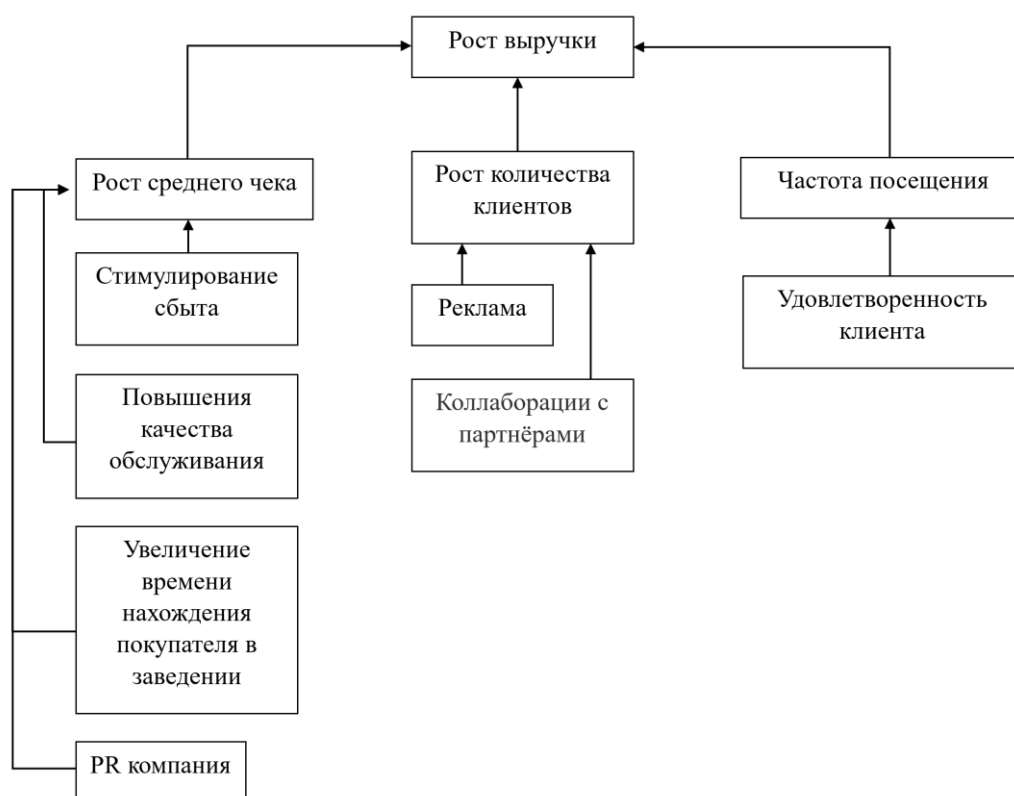 Рост выручки
Рост среднего чека
Рост количества
клиентов
Частота посещения
Стимулирование
сбыта
Реклама
Удовлетворенность
клиента
Повышения
качества
обслуживания
Коллаборации с
партнёрами
Увеличение
времени
нахождения
покупателя в
заведении
PR компания